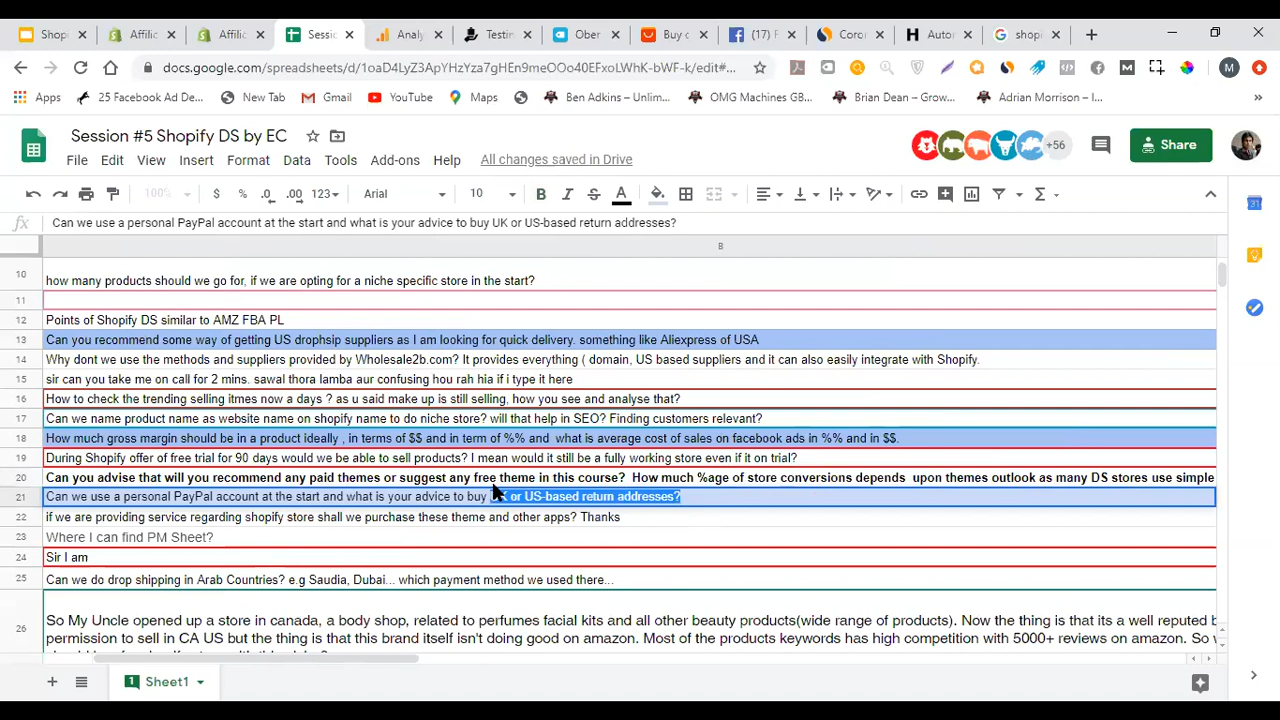 Shop
Affilic
Affilic
Sessic
Analy
Testin
Ober
Buy c
(17) F
Coro
Autor
shopi
docs.google.com/spreadsheets/d/1oaD4LyZ3ApYHzYza7gHEn9meOOo40EFxoLWhK-bWF-k/edit#...
Apps
25 Facebook Ad De...
New Tab
Gmail
YouTube
Maps
Ben Adkins – Unlim...
OMG Machines GB...
Brian Dean – Grow...
Adrian Morrison – I...
Session #5 Shopify DS by EC
+56
Share
File Edit View Insert Format Data Tools Add-ons Help All changes saved in Drive
100% $ % .0 .00 123 Arial 10 B I S A
fx Can we use a personal PayPal account at the start and what is your advice to buy UK or US-based return addresses?
B
10 how many products should we go for, if we are opting for a niche specific store in the start?
11
12 Points of Shopify DS similar to AMZ FBA PL
13 Can you recommend some way of getting US drophsip suppliers as I am looking for quick delivery. something like Aliexpress of USA
14 Why dont we use the methods and suppliers provided by Wholesale2b.com? It provides everything ( domain, US based suppliers and it can also easily integrate with Shopify.
15 sir can you take me on call for 2 mins. sawal thora lamba aur confusing hou rah hia if i type it here
16 How to check the trending selling itmes now a days ? as u said make up is still selling, how you see and analyse that?
17 Can we name product name as website name on shopify name to do niche store? will that help in SEO? Finding customers relevant?
18 How much gross margin should be in a product ideally , in terms of $$ and in term of %% and what is average cost of sales on facebook ads in %% and in $$.
19 During Shopify offer of free trial for 90 days would we be able to sell products? I mean would it still be a fully working store even if it on trial?
20 Can you advise that will you recommend any paid themes or suggest any free theme in this course? How much %age of store conversions depends upon themes outlook as many DS stores use simple
21 Can we use a personal PayPal account at the start and what is your advice to buy UK or US-based return addresses?
22 if we are providing service regarding shopify store shall we purchase these theme and other apps? Thanks
23 Where I can find PM Sheet?
24 Sir I am
25 Can we do drop shipping in Arab Countries? e.g Saudia, Dubai... which payment method we used there...
26 So My Uncle opened up a store in canada, a body shop, related to perfumes facial kits and all other beauty products(wide range of products). Now the thing is that its a well reputed b
permission to sell in CA US but the thing is that this brand itself isn't doing good on amazon. Most of the products keywords has high competition with 5000+ reviews on amazon. So
1 Sheet1